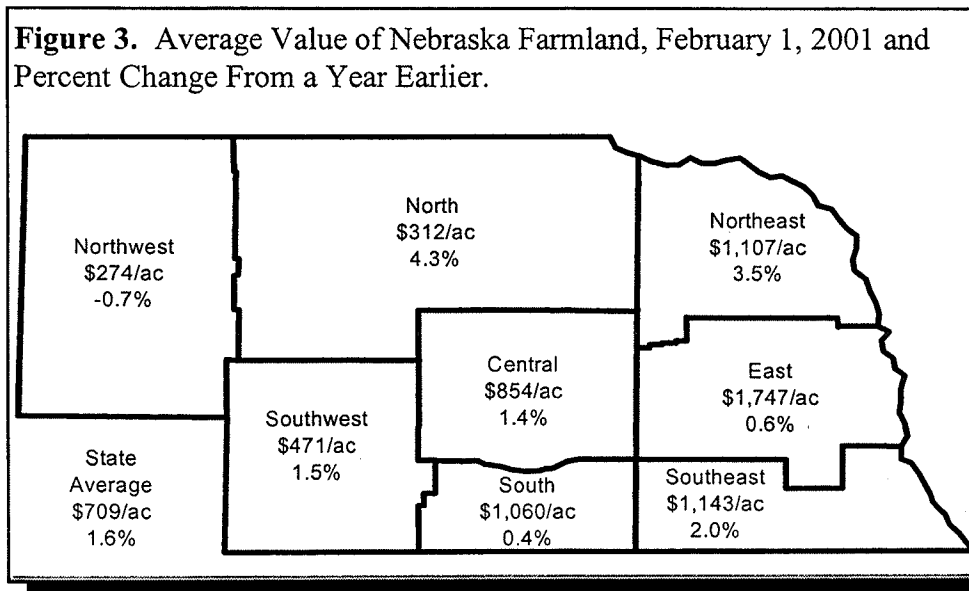 Figure 3. Average Value of Nebraska Farmland, February 1, 2001 and
Percent Change From a Year Earlier.
Northwest
$274/ac
-0.7%
North
$312/ac
4.3%
Northeast
$1,107/ac
3.5%
Central
$854/ac
1.4%
East
$1,747/ac
0.6%
Southwest
$471/ac
1.5%
State
Average
$709/ac
1.6%
South
$1,060/ac
0.4%
Southeast
$1,143/ac
2.0%